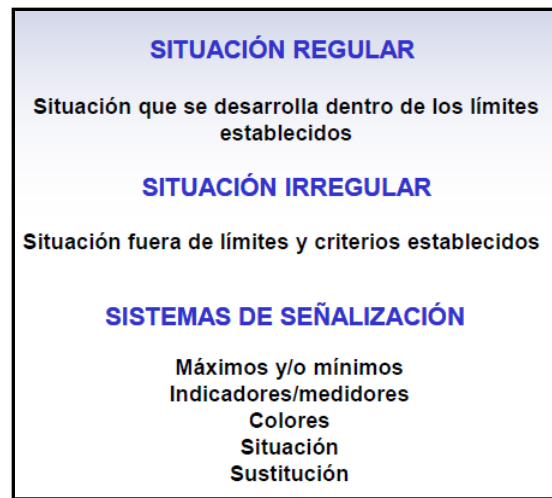 SITUACIÓN REGULAR
Situación que se desarrolla dentro de los límites
establecidos
SITUACIÓN IRREGULAR
Situación fuera de límites y criterios establecidos
SISTEMAS DE SEÑALIZACIÓN
Máximos y/o mínimos
Indicadores/medidores
Colores
Situación
Sustitución